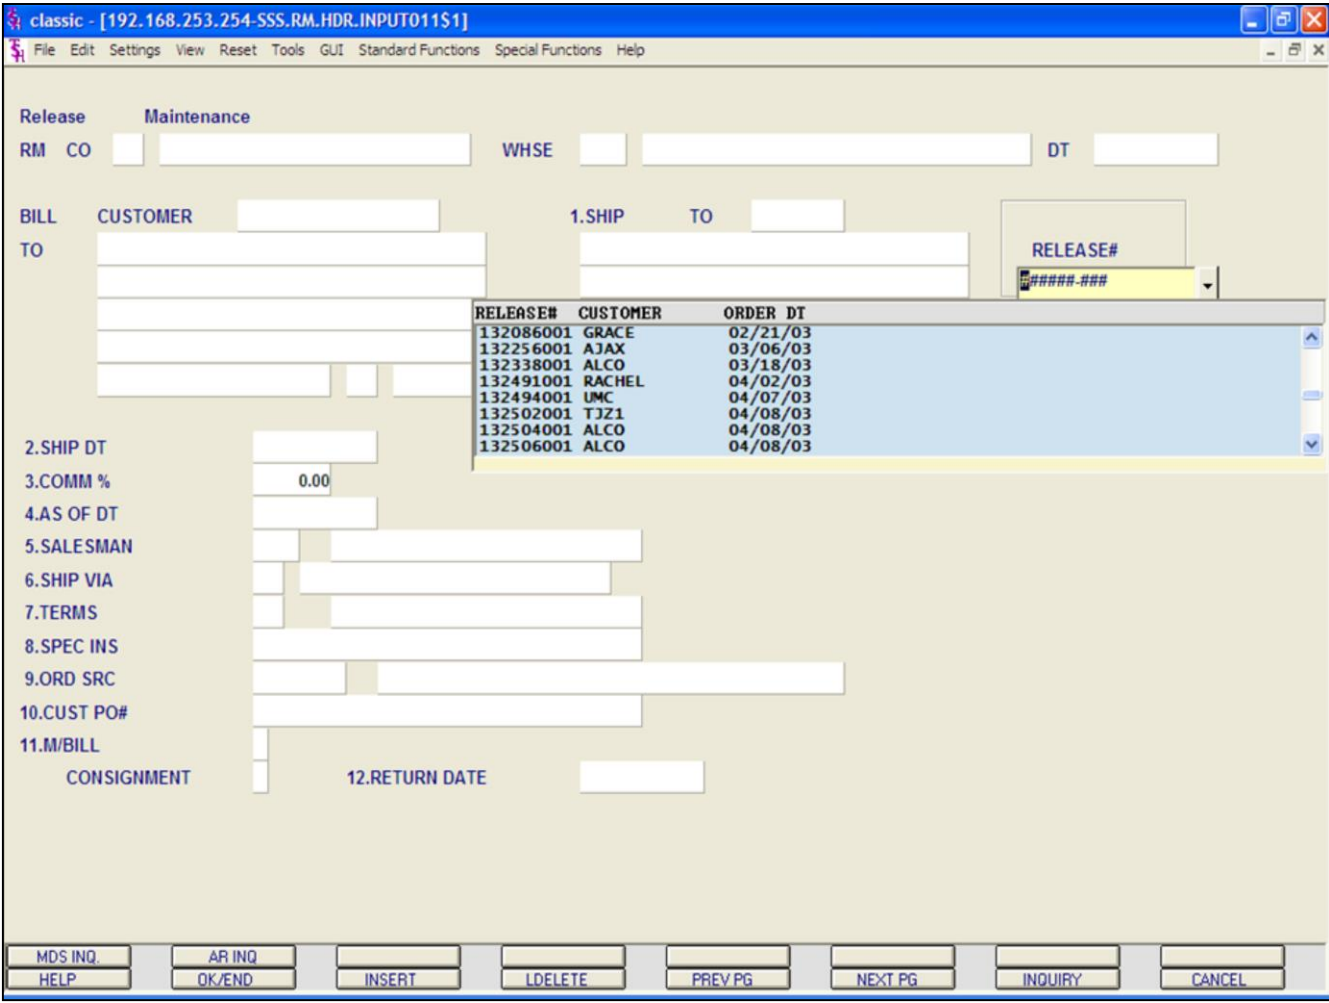 classic - [192.168.253.254-SSS.RM.HDR.INPUT011$1]
File Edit Settings View Reset Tools GUI Standard Functions Special Functions Help
Release Maintenance
RM CO WHSE DT
BILL CUSTOMER 1.SHIP TO
TO RELEASE#
######-###
RELEASE# CUSTOMER ORDER DT
132086001 GRACE 02/21/03
132256001 AJAX 03/06/03
132338001 ALCO 03/18/03
132491001 RACHEL 04/02/03
132494001 UMC 04/07/03
132502001 TJZ1 04/08/03
132504001 ALCO 04/08/03
132506001 ALCO 04/08/03
2.SHIP DT
3.COMM % 0.00
4.AS OF DT
5.SALESMAN
6.SHIP VIA
7.TERMS
8.SPEC INS
9.ORD SRC
10.CUST PO#
11.M/BILL
CONSIGNMENT 12.RETURN DATE
MDS INQ. AR INQ
HELP OK/END INSERT LDELETE PREV PG NEXT PG INQUIRY CANCEL